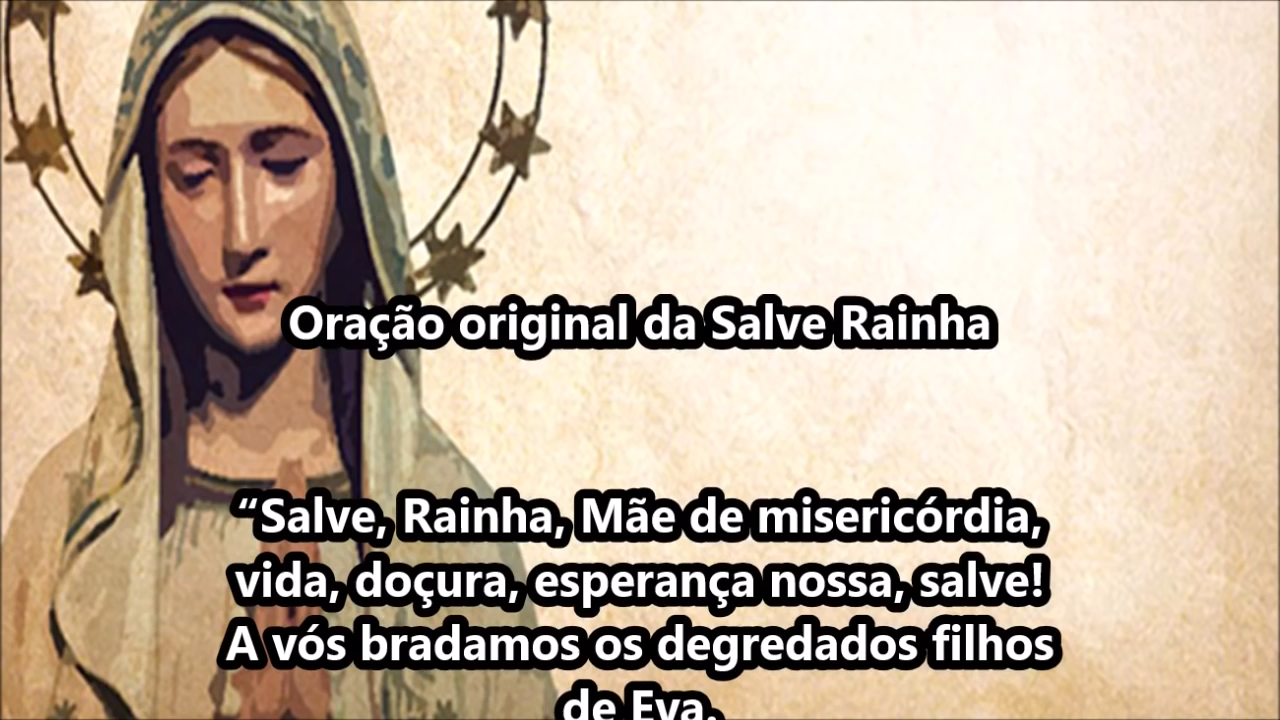 Oração original da Salve Rainha
“Salve, Rainha, Mãe de misericórdia,
vida, doçura, esperança nossa, salve!
A vós bradamos os degredados filhos
de Eva.